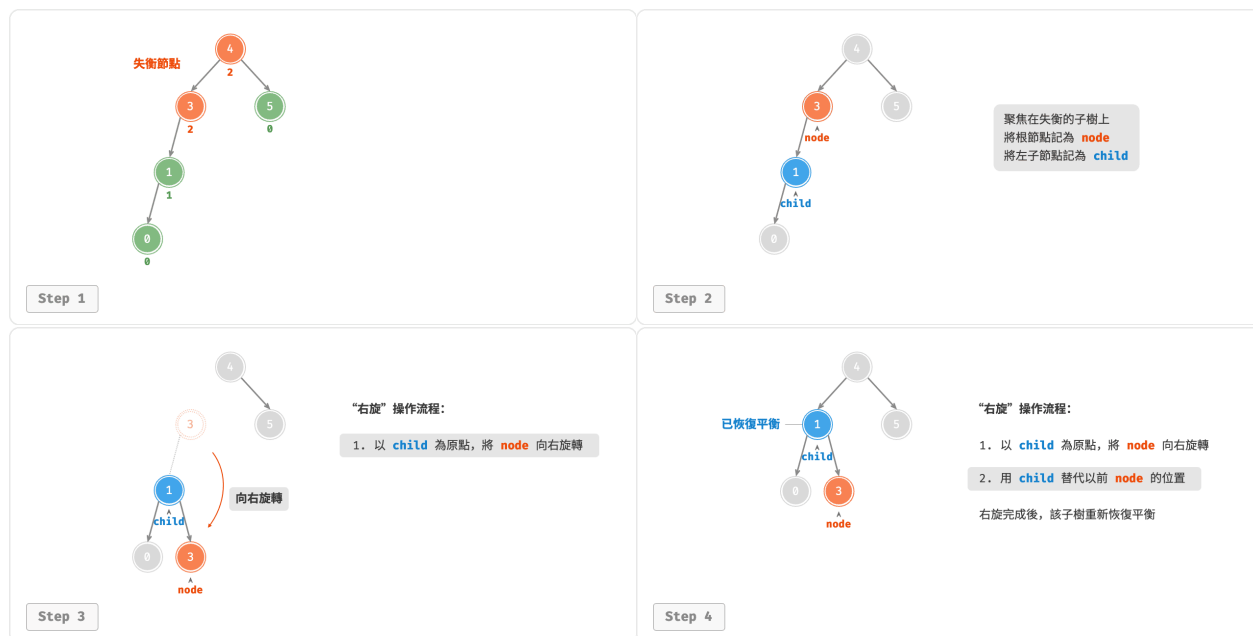 4
失衡節點
2
3
5
2
0
1
1
0
0
Step 1
4
3
5
node
聚焦在失衡的子樹上
將根節點記為 node
將左子節點記為 child
1
child
0
Step 2
4
3
5
“右旋”操作流程：
1. 以 child 為原點，將 node 向右旋轉
1
向右旋轉
child
0
3
node
Step 3
4
已恢復平衡
1
5
child
0
3
node
“右旋”操作流程：
1. 以 child 為原點，將 node 向右旋轉
2. 用 child 替代以前 node 的位置
右旋完成後，該子樹重新恢復平衡
Step 4